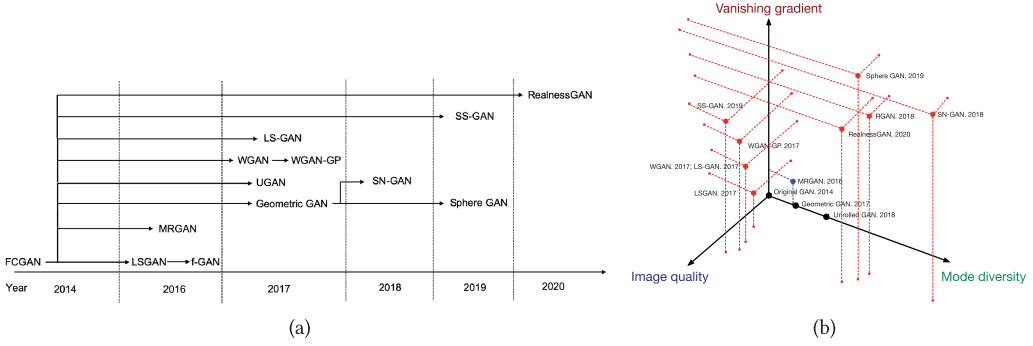 RealnessGAN
SS-GAN
LS-GAN
WGAN
WGAN-GP
UGAN
SN-GAN
Geometric GAN
Sphere GAN
MRGAN
FCGAN
LSGAN
f-GAN
Year
2014
2016
2017
2018
2019
2020
(a)
Vanishing gradient
Sphere GAN. 2019
SS-GAN. 2019
RGAN. 2018
SN-GAN. 2018
RealnessGAN. 2020
WGAN-GP. 2017
WGAN. 2017; LS-GAN. 2017
MRGAN. 2016
LSGAN. 2017
Original GAN. 2014
Geometric GAN. 2017
Unrolled GAN. 2018
Image quality
Mode diversity
(b)